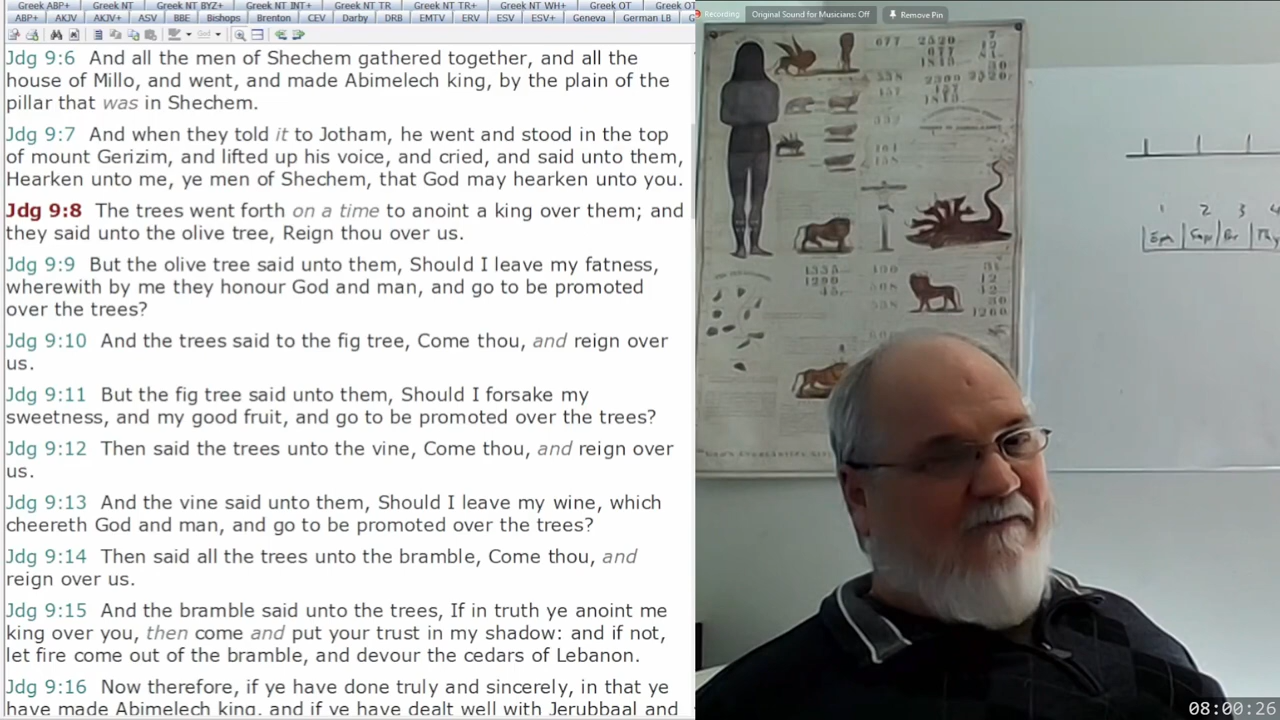 Greek ABP+ Greek NT Greek NT BYZ+ Greek NT INT+ Greek NT TR Greek NT TR+ Greek NT WH+ Greek OT Greek OT
ABP+ AKJV AKJV+ ASV BBE Bishops Brenton CEV Darby DRB EMTV ERV ESV ESV+ Geneva German LB
Jdg 9:6 And all the men of Shechem gathered together, and all the
house of Millo, and went, and made Abimelech king, by the plain of the
pillar that was in Shechem.
Jdg 9:7 And when they told it to Jotham, he went and stood in the top
of mount Gerizim, and lifted up his voice, and cried, and said unto them,
Hearken unto me, ye men of Shechem, that God may hearken unto you.
Jdg 9:8 The trees went forth on a time to anoint a king over them; and
they said unto the olive tree, Reign thou over us.
Jdg 9:9 But the olive tree said unto them, Should I leave my fatness,
wherewith by me they honour God and man, and go to be promoted
over the trees?
Jdg 9:10 And the trees said to the fig tree, Come thou, and reign over
us.
Jdg 9:11 But the fig tree said unto them, Should I forsake my
sweetness, and my good fruit, and go to be promoted over the trees?
Jdg 9:12 Then said the trees unto the vine, Come thou, and reign over
us.
Jdg 9:13 And the vine said unto them, Should I leave my wine, which
cheereth God and man, and go to be promoted over the trees?
Jdg 9:14 Then said all the trees unto the bramble, Come thou, and
reign over us.
Jdg 9:15 And the bramble said unto the trees, If in truth ye anoint me
king over you, then come and put your trust in my shadow: and if not,
let fire come out of the bramble, and devour the cedars of Lebanon.
Jdg 9:16 Now therefore, if ye have done truly and sincerely, in that ye
have made Abimelech king, and if ye have dealt well with Jerubbaal and
Recording Original Sound for Musicians: Off Remove Pin
677 2520 7
677
1335
1290
45
1260
1 2 3
08:00:26